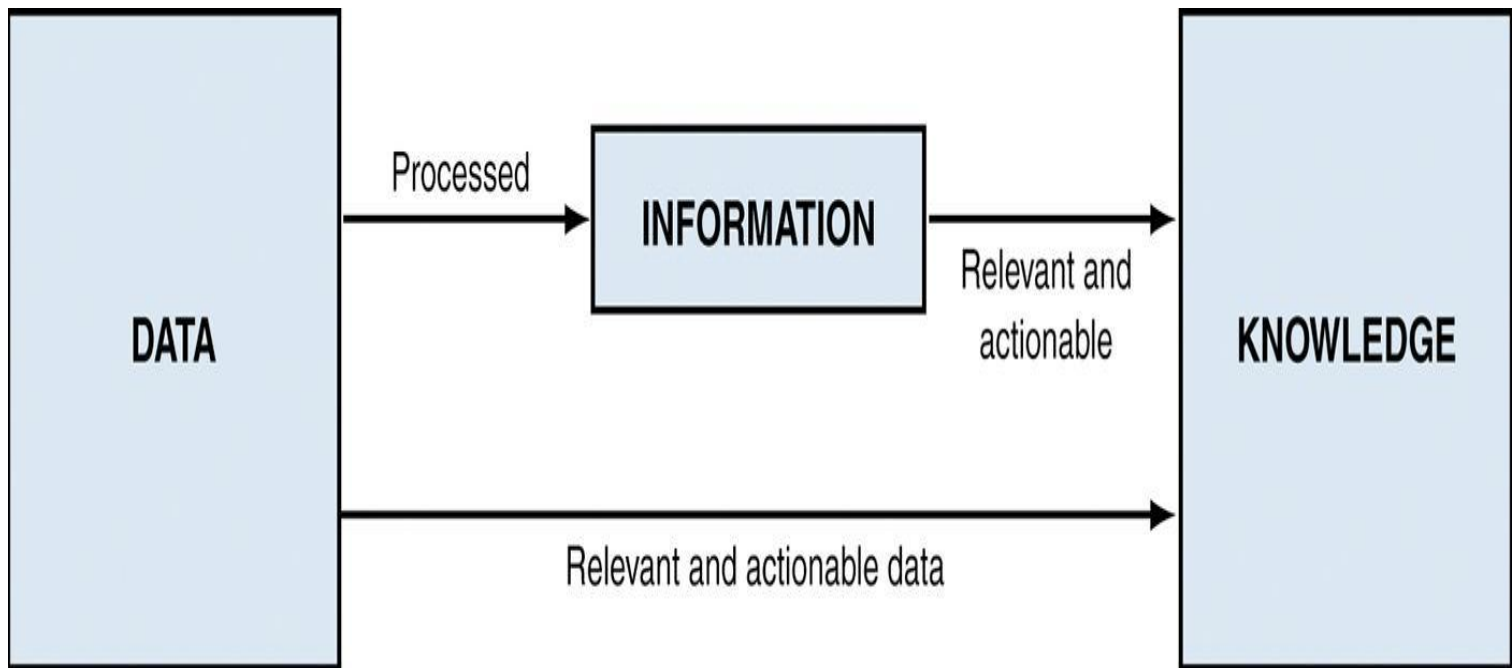 DATA
Processed
INFORMATION
Relevant and
actionable
KNOWLEDGE
Relevant and actionable data